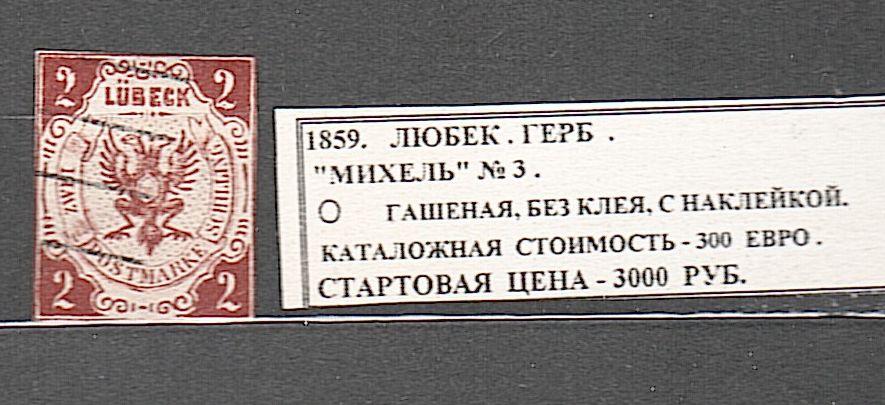 2 2
LÜBECK
POSTMARKE
2 2
1859. ЛЮБЕК . ГЕРБ .
"МИХЕЛЬ" № 3 .
О ГАШЕНАЯ, БЕЗ КЛЕЯ, С НАКЛЕЙКОЙ.
КАТАЛОЖНАЯ СТОИМОСТЬ - 300 ЕВРО .
СТАРТОВАЯ ЦЕНА - 3000 РУБ.